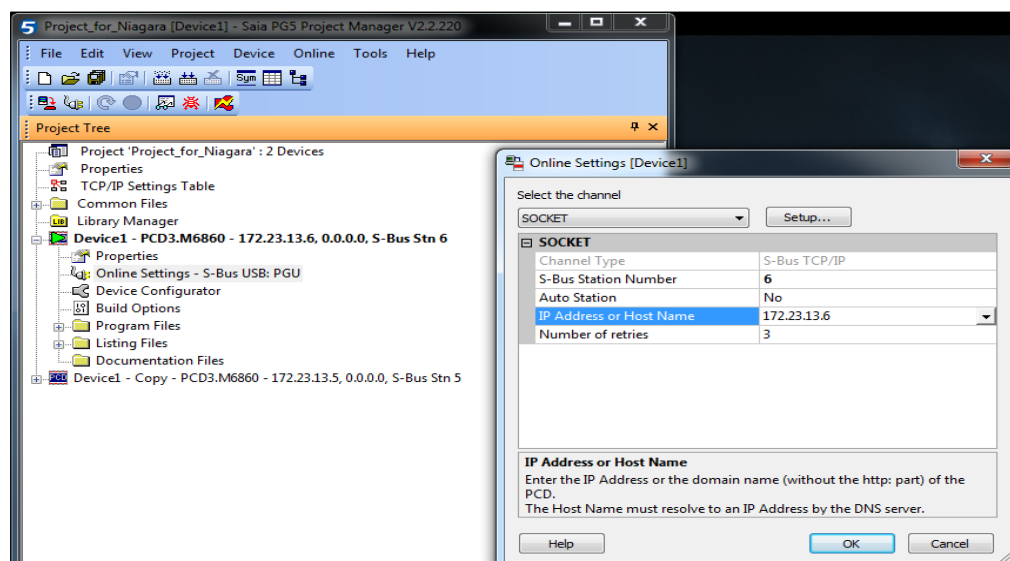 Project_for_Niagara [Device1] - Saia PG5 Project Manager V2.2.220
File Edit View Project Device Online Tools Help
Sym
Project Tree
Project 'Project_for_Niagara' : 2 Devices
Properties
TCP/IP Settings Table
Common Files
LIB Library Manager
Device1 - PCD3.M6860 - 172.23.13.6, 0.0.0.0, S-Bus Stn 6
Properties
Online Settings - S-Bus USB: PGU
Device Configurator
Build Options
Program Files
Listing Files
Documentation Files
PCD Device1 - Copy - PCD3.M6860 - 172.23.13.5, 0.0.0.0, S-Bus Stn 5
Online Settings [Device1]
Select the channel
SOCKET Setup...
SOCKET
Channel Type S-Bus TCP/IP
S-Bus Station Number 6
Auto Station No
IP Address or Host Name 172.23.13.6
Number of retries 3
IP Address or Host Name
Enter the IP Address or the domain name (without the http: part) of the
PCD.
The Host Name must resolve to an IP Address by the DNS server.
Help OK Cancel